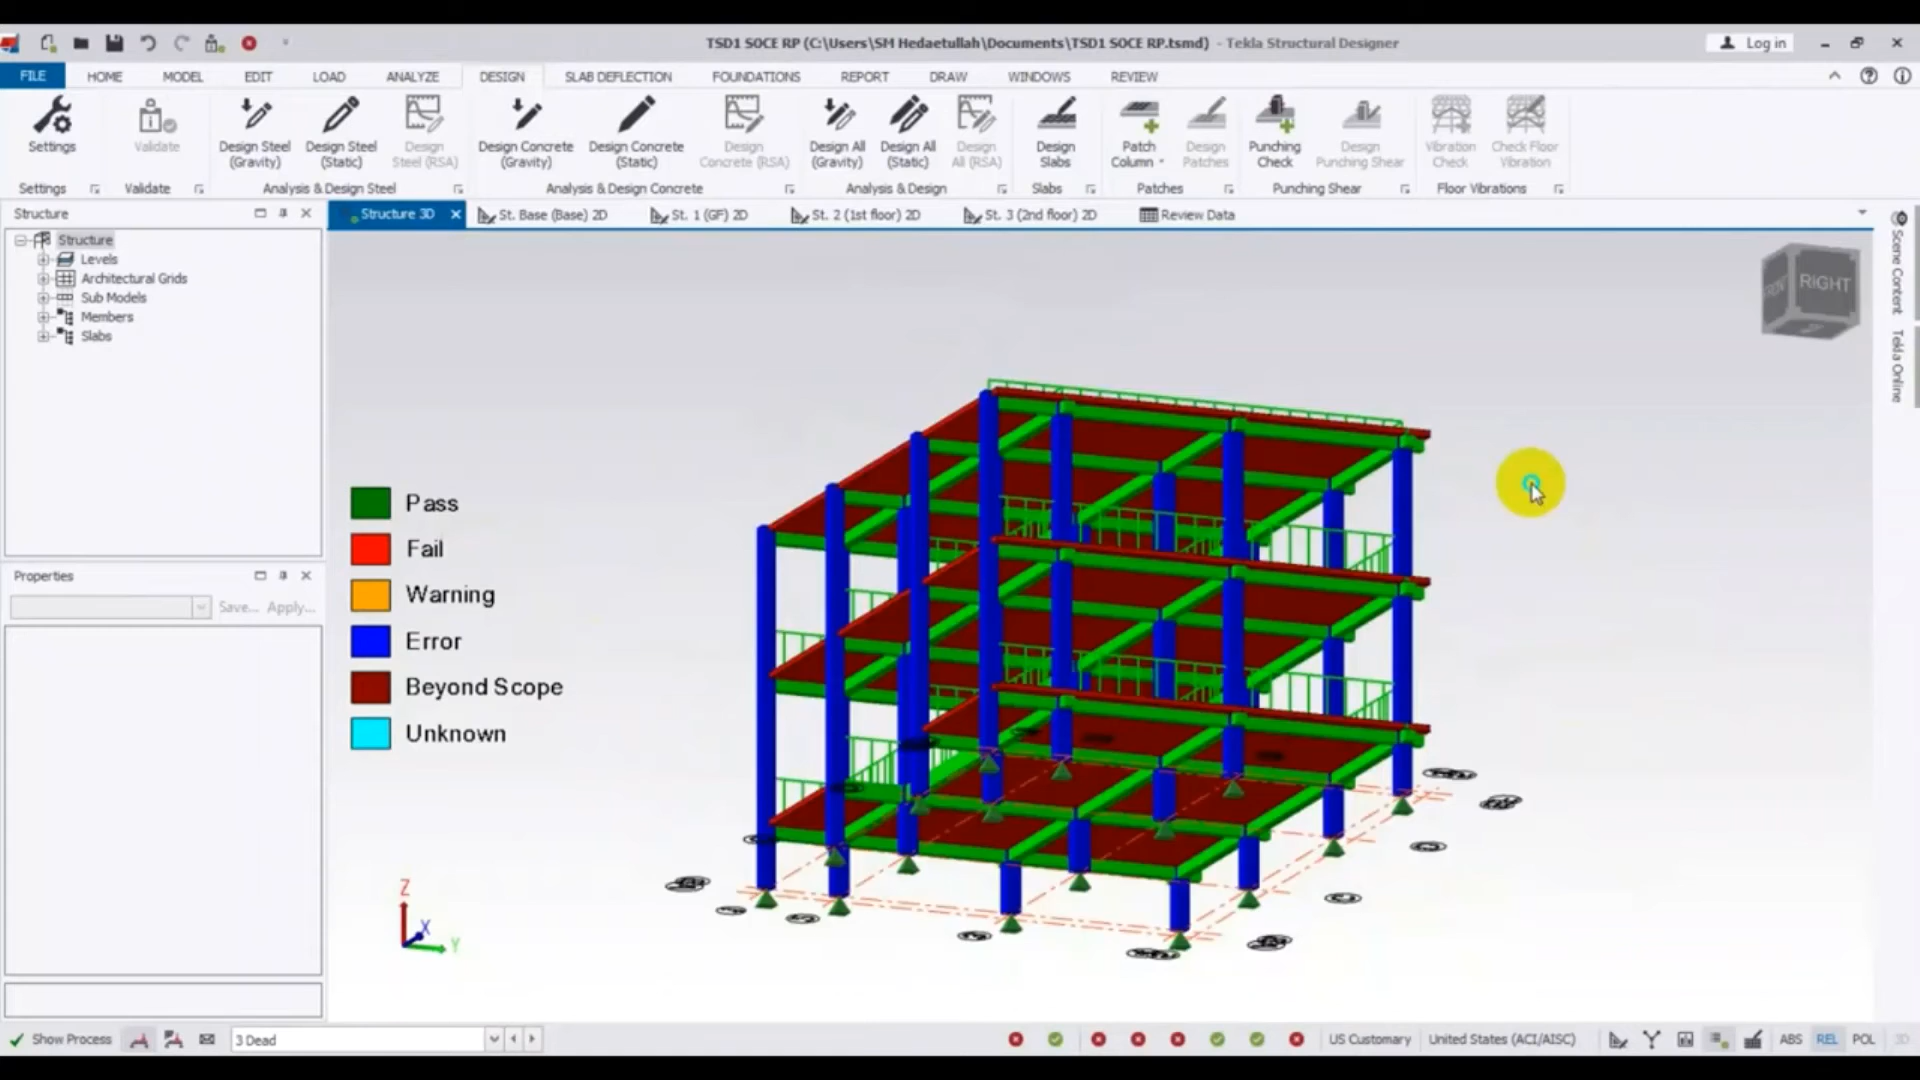 TSD1 SOCE RP (C:\Users\SM Hedaetullah\Documents\TSD1 SOCE RP.tsmd) - Tekla Structural Designer
Log in
FILE HOME MODEL EDIT LOAD ANALYZE DESIGN SLAB DEFLECTION FOUNDATIONS REPORT DRAW WINDOWS REVIEW
Settings
Validate
Design Steel (Gravity)
Design Steel (Static)
Design Steel (RSA)
Design Concrete (Gravity)
Design Concrete (Static)
Design Concrete (RSA)
Design All (Gravity)
Design All (Static)
Design All (RSA)
Design Slabs
Patch Column
Design Patches
Punching Check
Design Punching Shear
Vibration Check
Check Floor Vibration
Settings Validate Analysis & Design Steel Analysis & Design Concrete Analysis & Design Slabs Patches Punching Shear Floor Vibrations
Structure
Structure 3D St. Base (Base) 2D St. 1 (GF) 2D St. 2 (1st floor) 2D St. 3 (2nd floor) 2D Review Data
Structure
Levels
Architectural Grids
Sub Models
Members
Slabs
Properties
Save... Apply...
Pass
Fail
Warning
Error
Beyond Scope
Unknown
Z
X
Y
RIGHT
FRONT
Scene Content
Tekla Online
Show Process
3 Dead
US Customary United States (ACI/AISC) ABS REL POL 3D